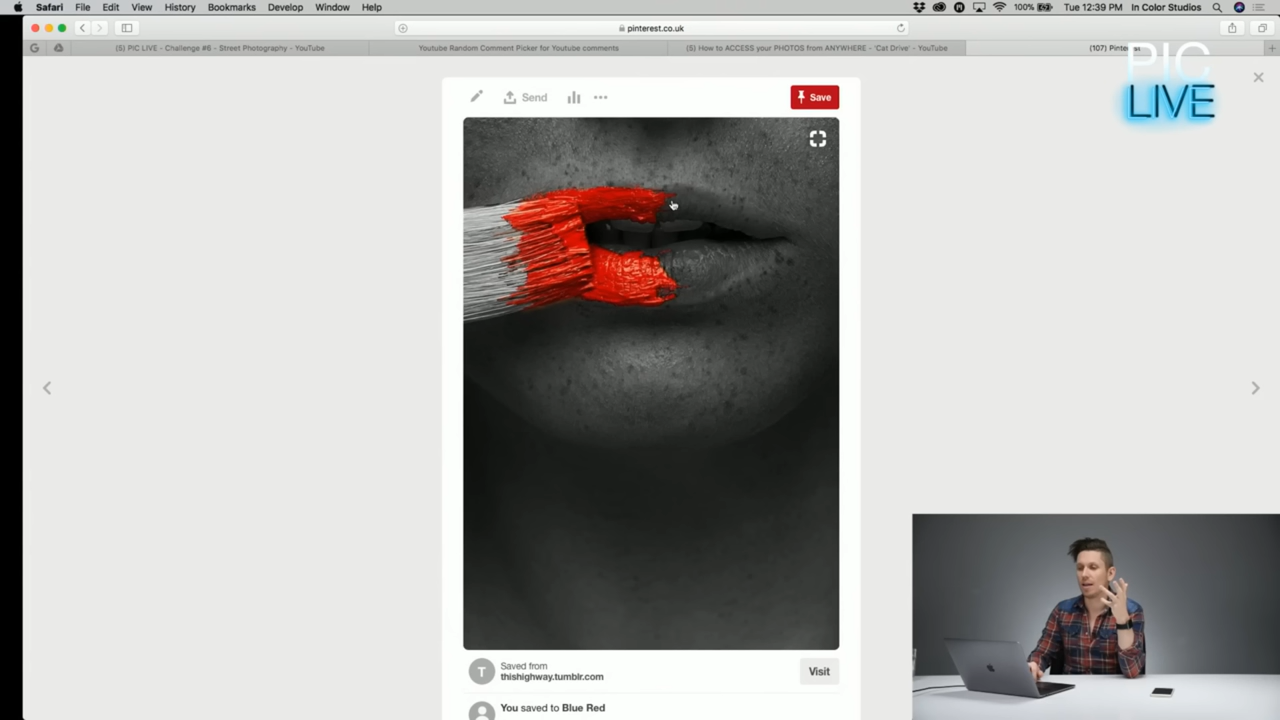 Safari File Edit View History Bookmarks Develop Window Help 100% Tue 12:39 PM In Color Studios
pinterest.co.uk
(5) PIC LIVE - Challenge #6 - Street Photography - YouTube Youtube Random Comment Picker for Youtube comments (5) How to ACCESS your PHOTOS from ANYWHERE - 'Cat Drive' - YouTube (107) Pinterest
PIC
LIVE
Send Save
T Saved from
thishighway.tumblr.com
Visit
You saved to Blue Red